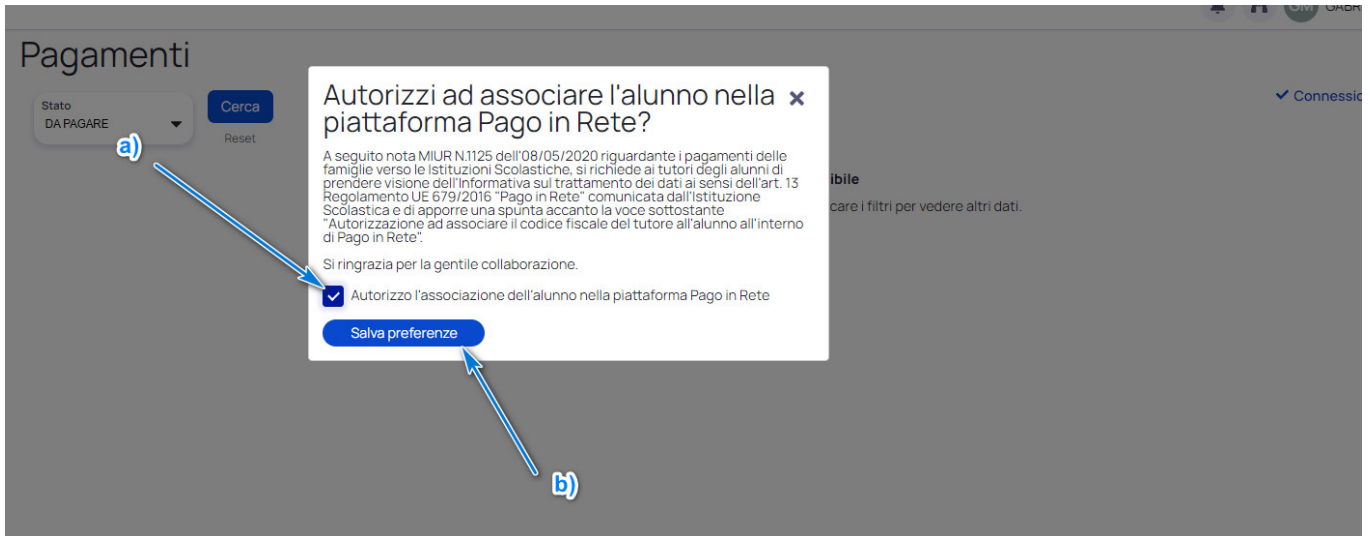 GM
Pagamenti
Stato
DA PAGARE
Cerca
Reset
Connessio
a)
Autorizzi ad associare l'alunno nella
piattaforma Pago in Rete?
A seguito nota MIUR N.1125 dell'08/05/2020 riguardante i pagamenti delle
famiglie verso le Istituzioni Scolastiche, si richiede ai tutori degli alunni di
prendere visione dell'Informativa sul trattamento dei dati ai sensi dell'art. 13
Regolamento UE 679/2016 "Pago in Rete" comunicata dall'Istituzione
Scolastica e di apporre una spunta accanto la voce sottostante
"Autorizzazione ad associare il codice fiscale del tutore all'alunno all'interno
di Pago in Rete".
Si ringrazia per la gentile collaborazione.
Autorizzo l'associazione dell'alunno nella piattaforma Pago in Rete
Salva preferenze
ibile
care i filtri per vedere altri dati.
b)